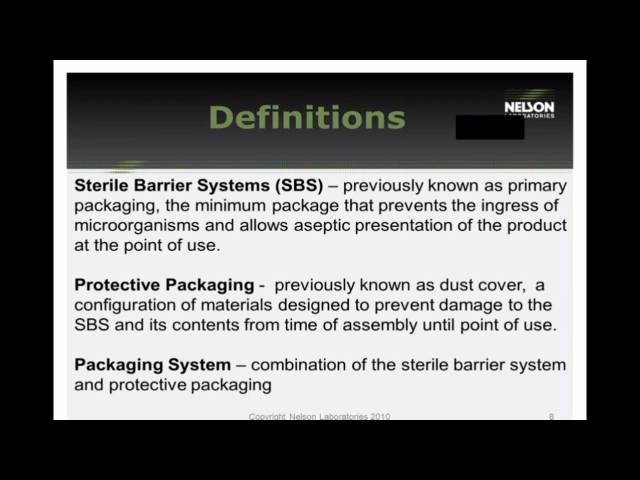 Definitions
NELSON
LABORATORIES
Sterile Barrier Systems (SBS) – previously known as primary
packaging, the minimum package that prevents the ingress of
microorganisms and allows aseptic presentation of the product
at the point of use.
Protective Packaging - previously known as dust cover, a
configuration of materials designed to prevent damage to the
SBS and its contents from time of assembly until point of use.
Packaging System – combination of the sterile barrier system
and protective packaging
Copyright Nelson Laboratories 2010
8